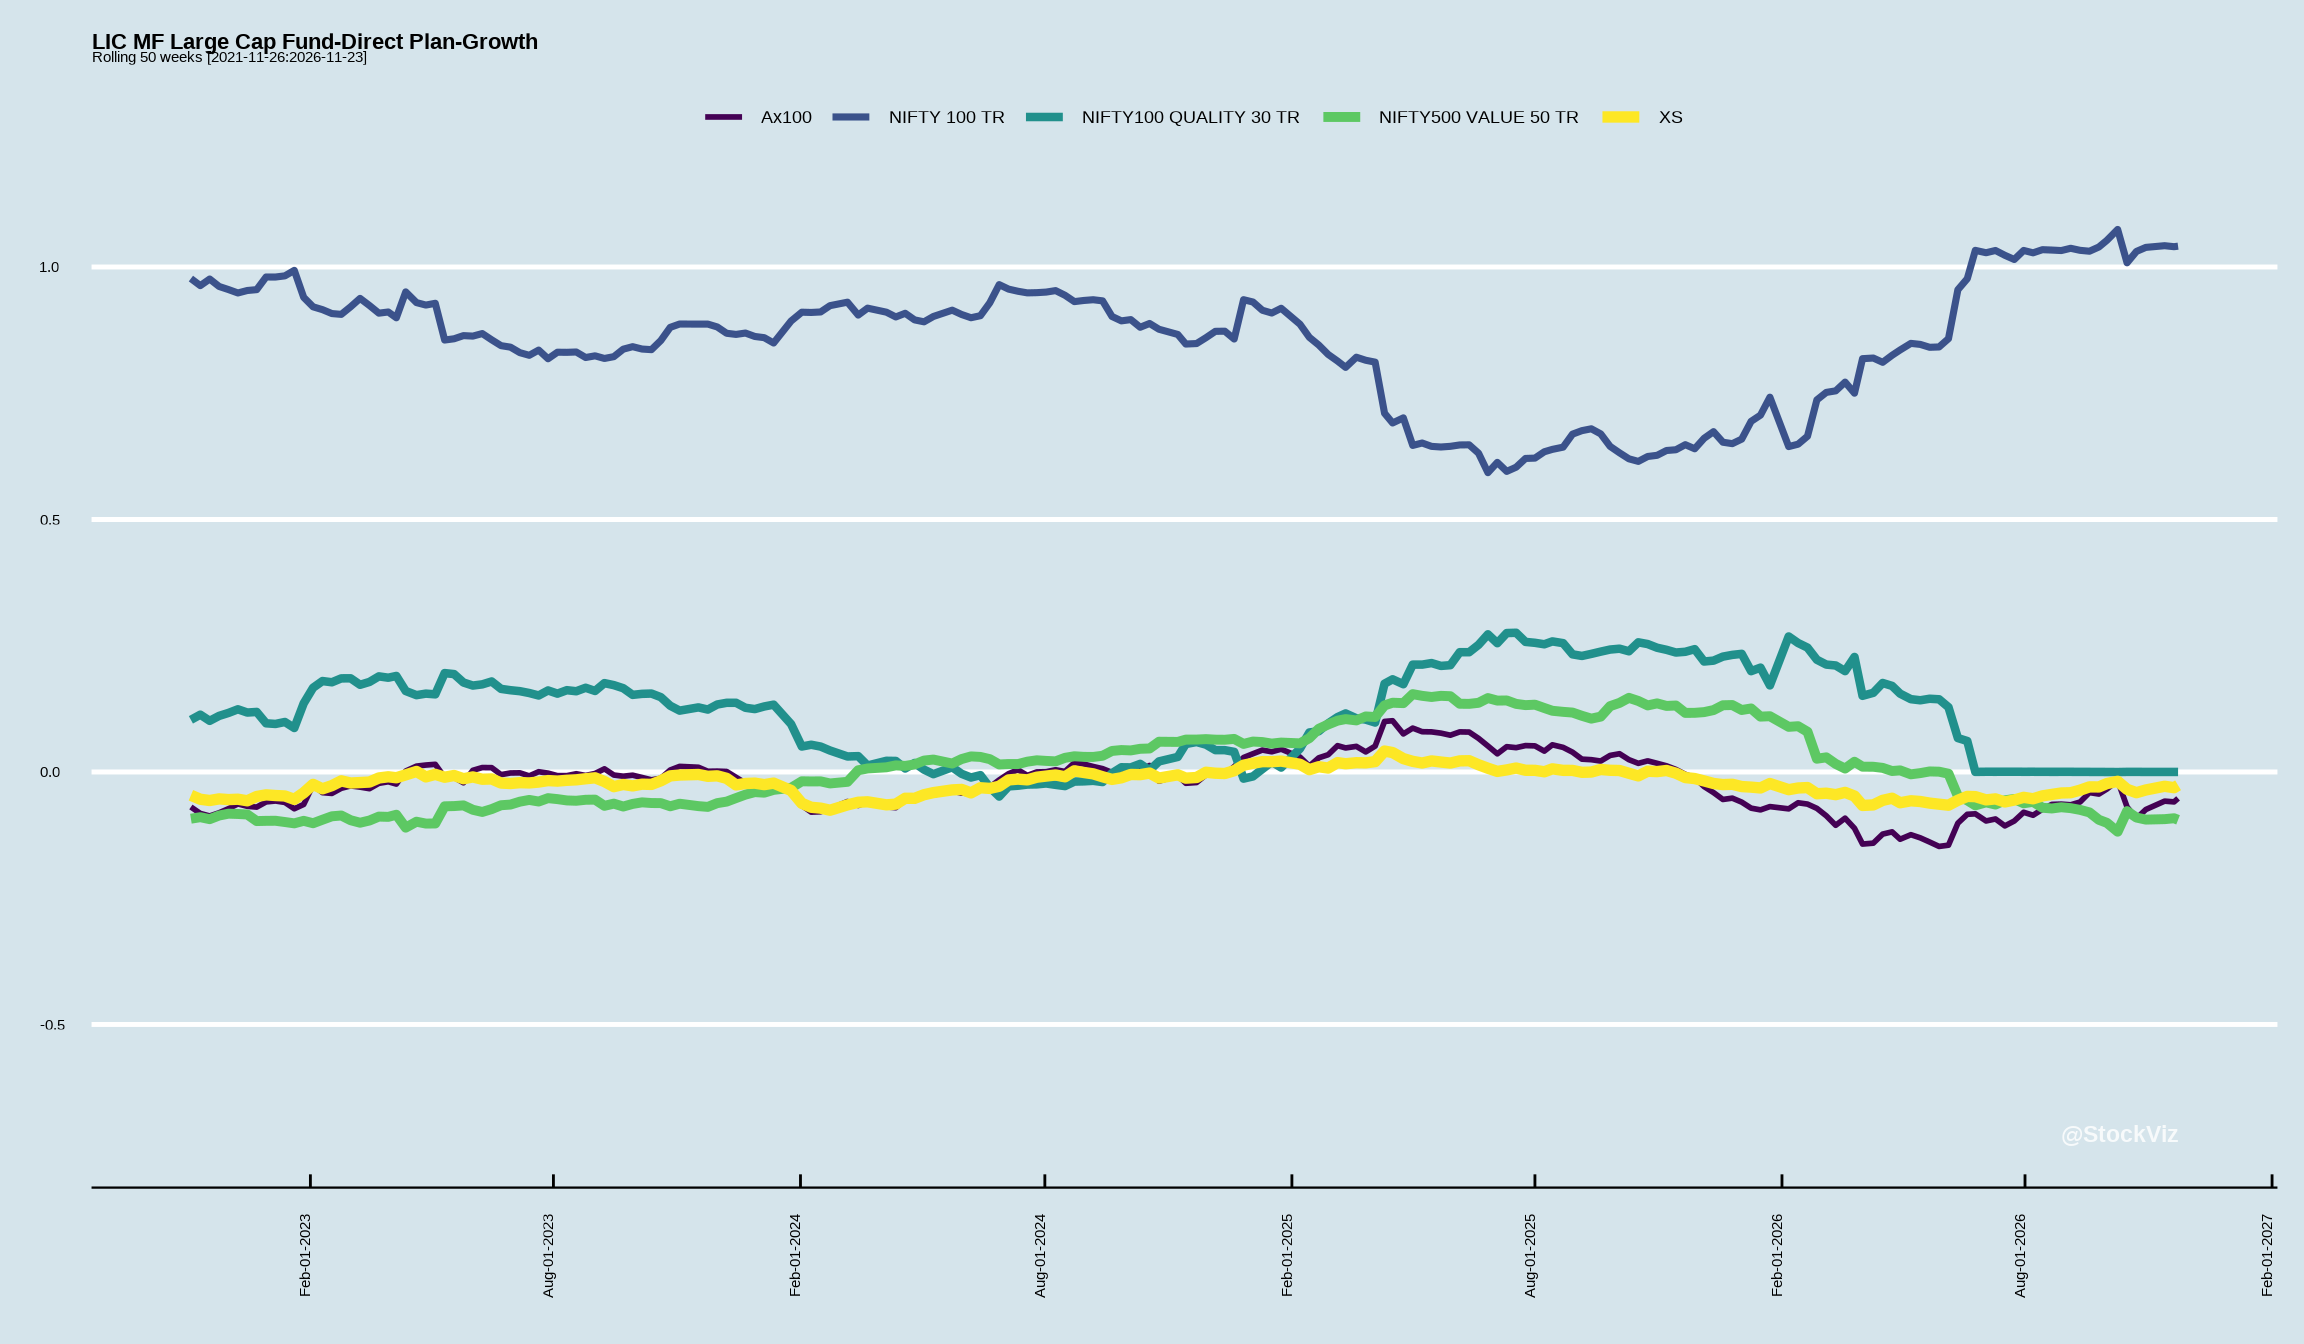 LIC MF Large Cap Fund-Direct Plan-Growth
Rolling 50 weeks [2021-11-26:2026-11-23]
Ax100 NIFTY 100 TR NIFTY100 QUALITY 30 TR NIFTY500 VALUE 50 TR XS
1.0
0.5
0.0
-0.5
@StockViz
Feb-01-2023
Aug-01-2023
Feb-01-2024
Aug-01-2024
Feb-01-2025
Aug-01-2025
Feb-01-2026
Aug-01-2026
Feb-01-2027